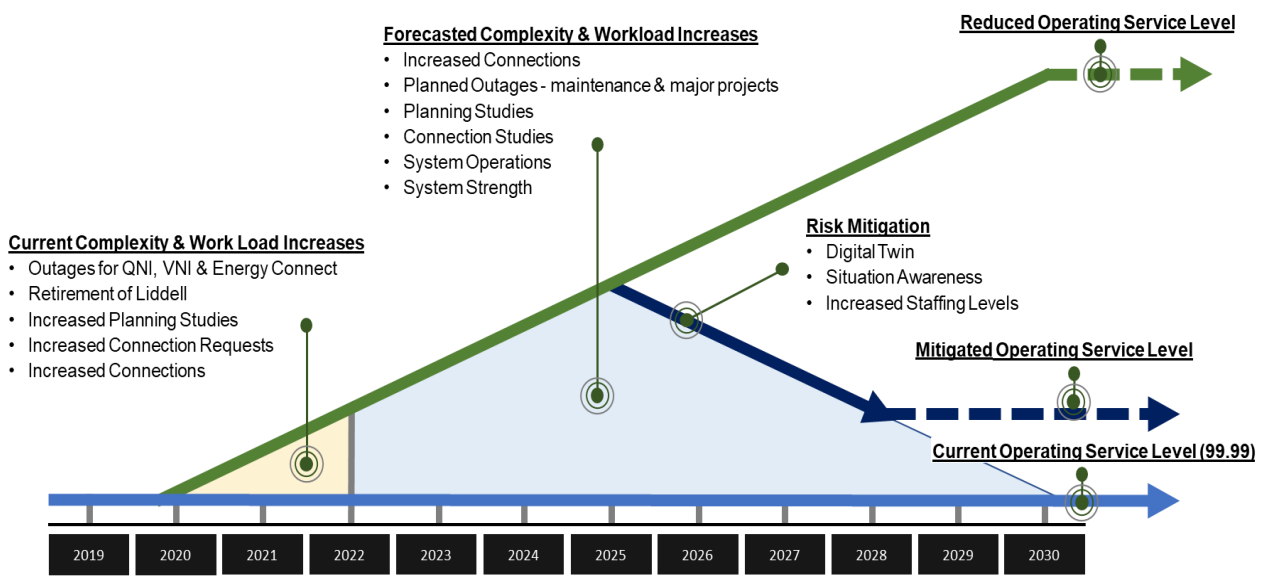 Reduced Operating Service Level
Forecasted Complexity & Workload Increases
• Increased Connections
• Planned Outages - maintenance & major projects
• Planning Studies
• Connection Studies
• System Operations
• System Strength
Current Complexity & Work Load Increases
• Outages for QNI, VNI & Energy Connect
• Retirement of Liddell
• Increased Planning Studies
• Increased Connection Requests
• Increased Connections
Risk Mitigation
• Digital Twin
• Situation Awareness
• Increased Staffing Levels
Mitigated Operating Service Level
Current Operating Service Level (99.99)
2019 2020 2021 2022 2023 2024 2025 2026 2027 2028 2029 2030